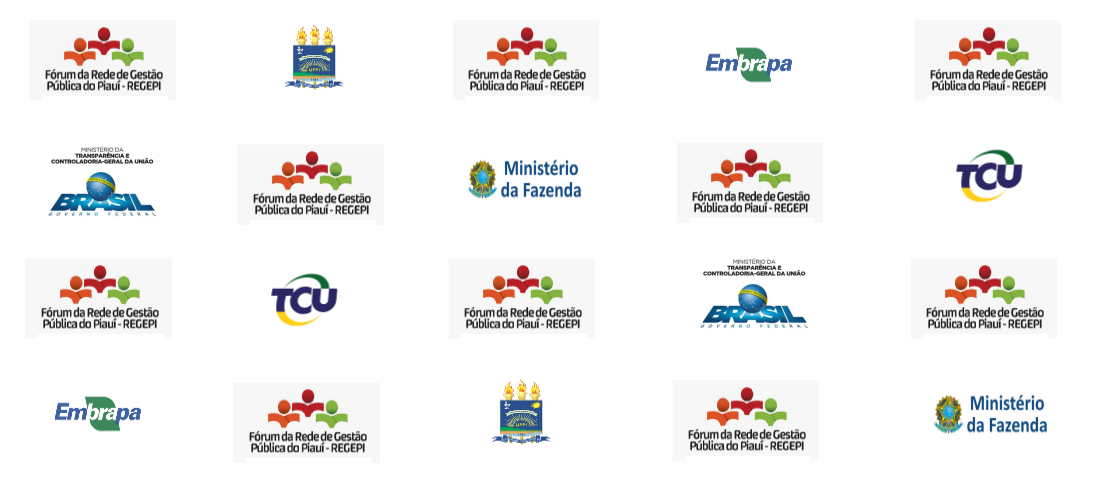 Fórum da Rede de Gestão
Pública do Piauí - REGEPI
Fórum da Rede de Gestão
Pública do Piauí - REGEPI
Embrapa
Fórum da Rede de Gestão
Pública do Piauí - REGEPI
MINISTÉRIO DA
TRANSPARÊNCIA E
CONTROLADORIA-GERAL DA UNIÃO
BRASIL
GOVERNO FEDERAL
Fórum da Rede de Gestão
Pública do Piauí - REGEPI
Ministério
da Fazenda
Fórum da Rede de Gestão
Pública do Piauí - REGEPI
TCU
Fórum da Rede de Gestão
Pública do Piauí - REGEPI
TCU
Fórum da Rede de Gestão
Pública do Piauí - REGEPI
MINISTÉRIO DA
TRANSPARÊNCIA E
CONTROLADORIA-GERAL DA UNIÃO
BRASIL
GOVERNO FEDERAL
Fórum da Rede de Gestão
Pública do Piauí - REGEPI
Embrapa
Fórum da Rede de Gestão
Pública do Piauí - REGEPI
Fórum da Rede de Gestão
Pública do Piauí - REGEPI
Ministério
da Fazenda